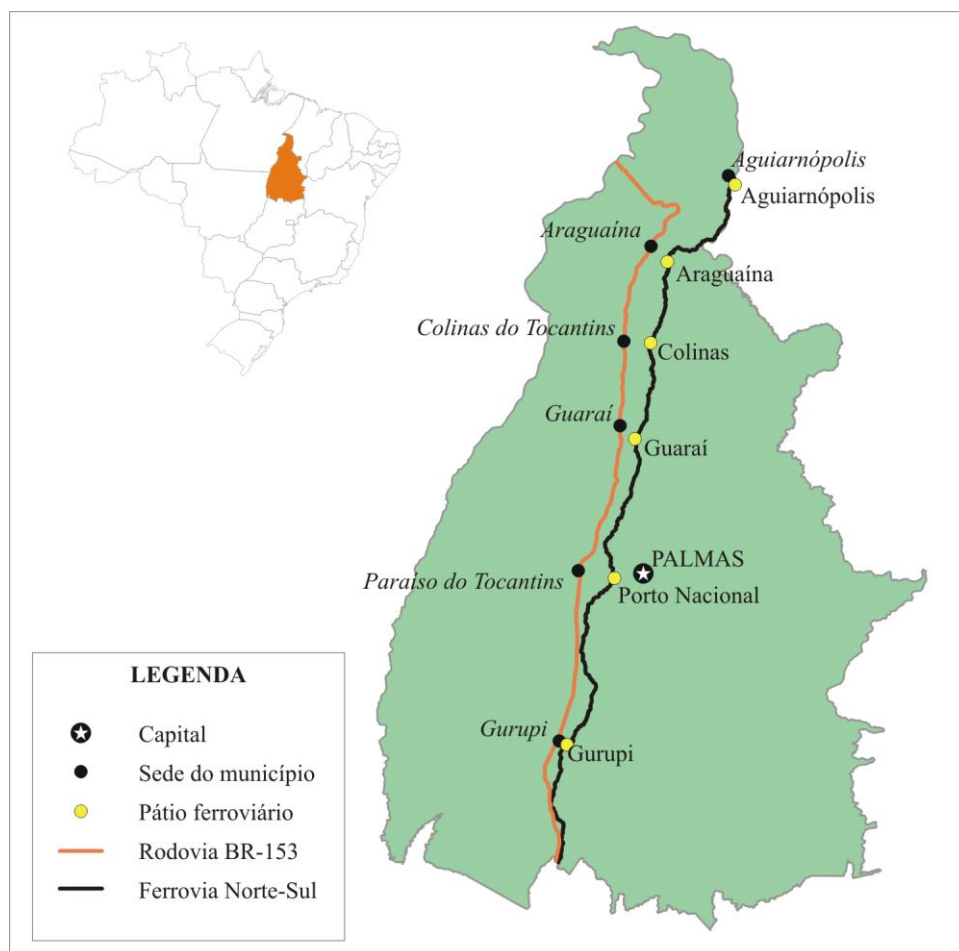 Aguiarnópolis
Aguiarnópolis
Araguaína
Araguaína
Colinas do Tocantins
Colinas
Guaraí
Guaraí
PALMAS
Paraíso do Tocantins
Porto Nacional
Gurupi
Gurupi
LEGENDA
Capital
Sede do município
Pátio ferroviário
Rodovia BR-153
Ferrovia Norte-Sul